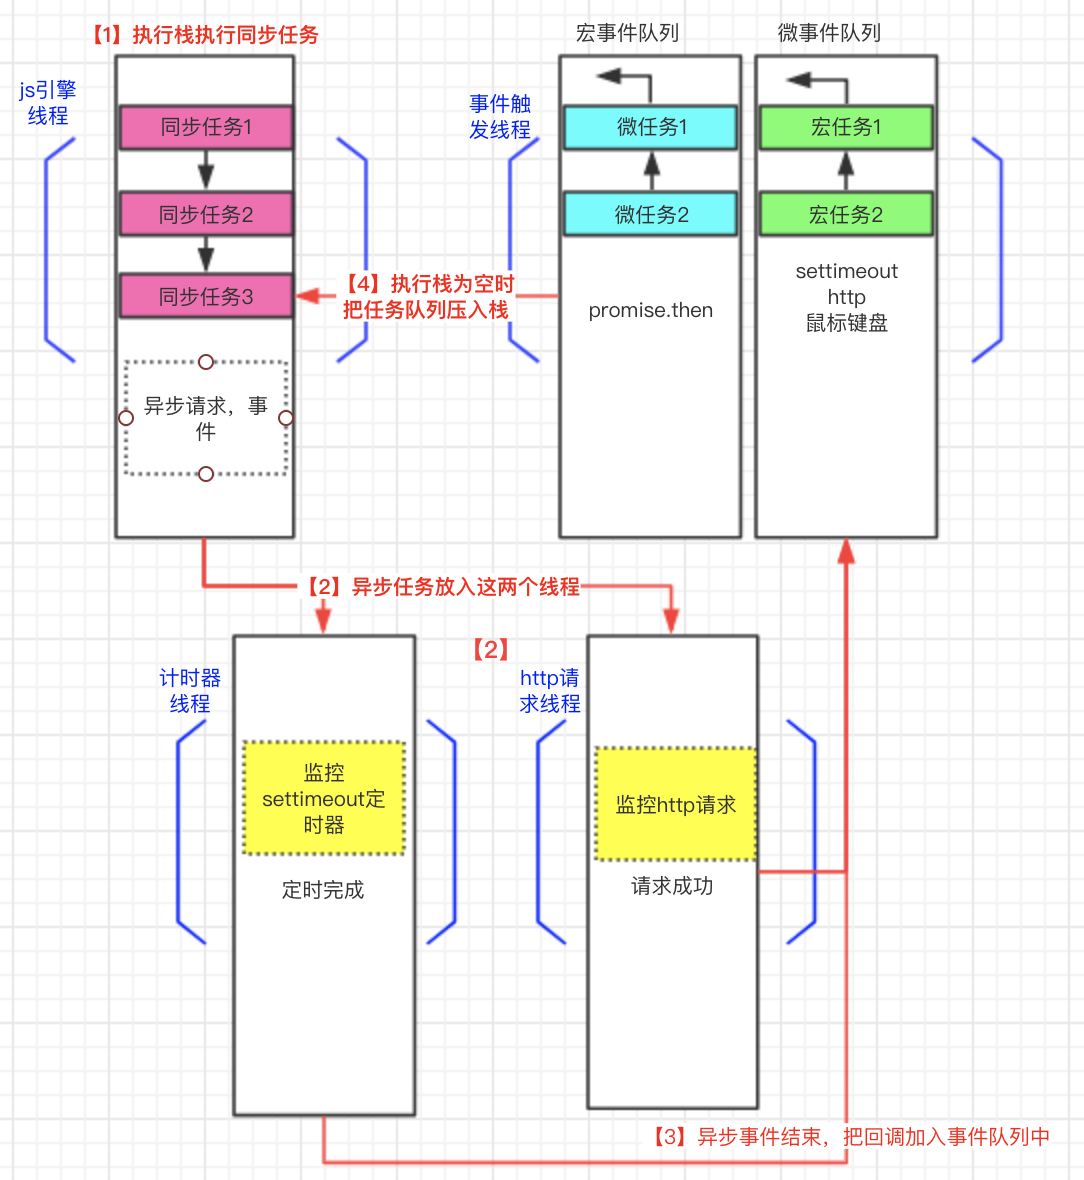 【1】执行栈执行同步任务
宏事件队列
微事件队列
js引擎
线程
同步任务1
同步任务2
同步任务3
异步请求，事
件
事件触
发线程
微任务1
微任务2
promise.then
宏任务1
宏任务2
settimeout
http
鼠标键盘
【4】执行栈为空时
把任务队列压入栈
【2】异步任务放入这两个线程
【2】
计时器
线程
监控
settimeout定
时器
定时完成
http请
求线程
监控http请求
请求成功
【3】异步事件结束，把回调加入事件队列中